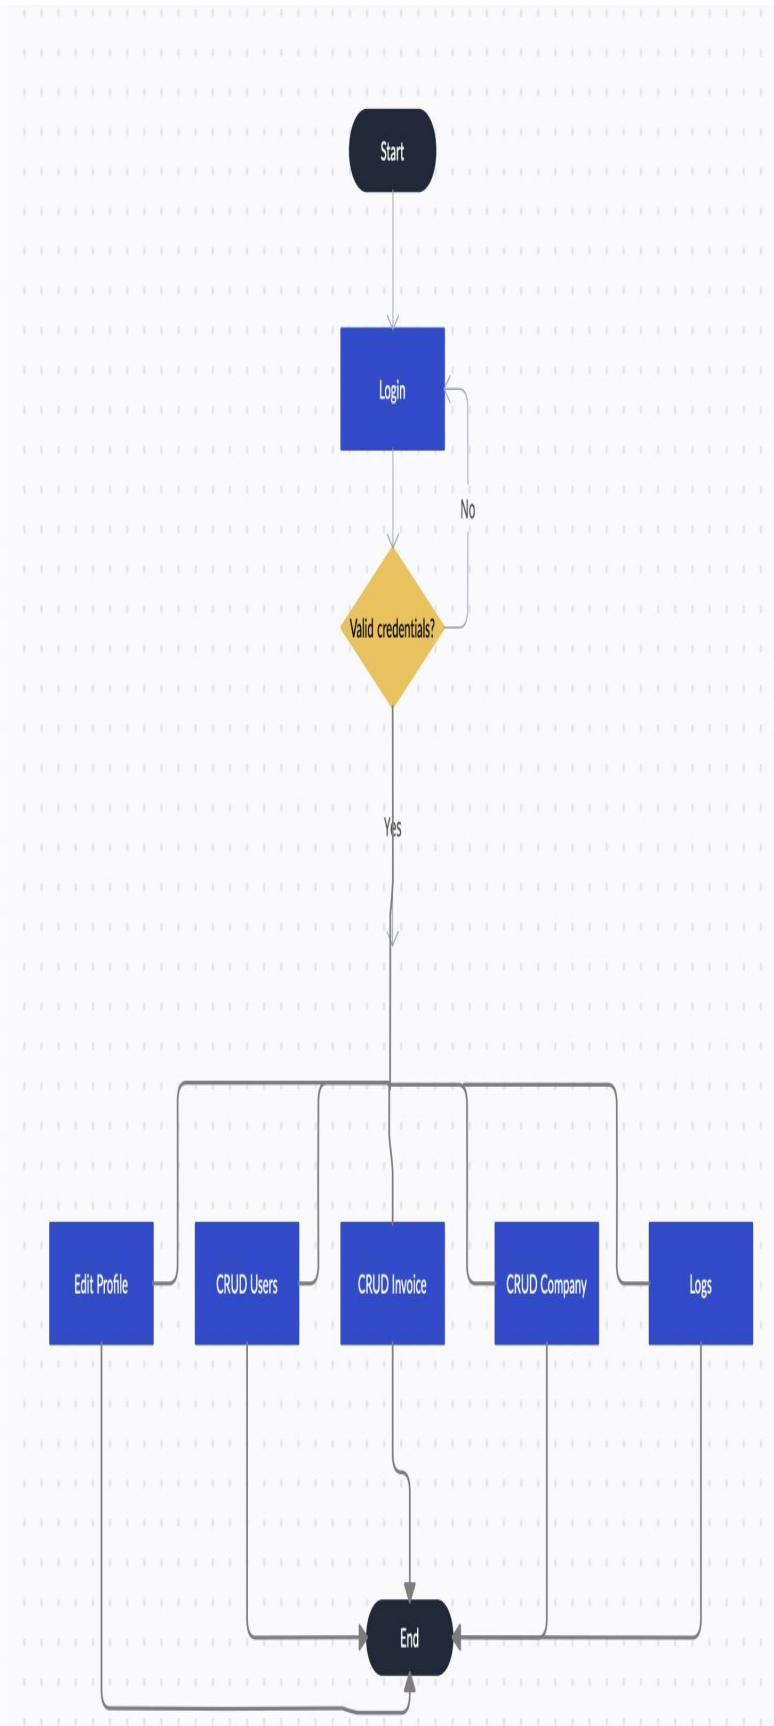 Start
Login
No
Valid credentials?
Yes
Edit Profile
CRUD Users
CRUD Invoice
CRUD Company
Logs
End